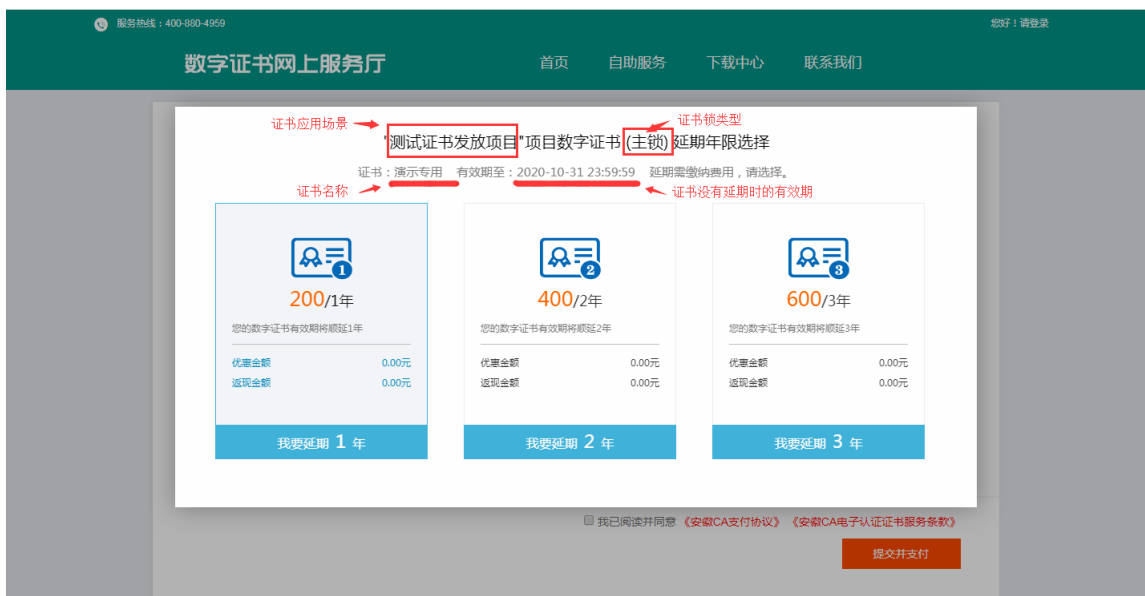 服务热线：400-880-4959
您好！请登录
数字证书网上服务厅
首页 自助服务 下载中心 联系我们
证书应用场景
证书锁类型
"测试证书发放项目"项目数字证书(主锁)延期年限选择
证书：演示专用 有效期至：2020-10-31 23:59:59 延期需缴纳费用，请选择。
证书名称
证书没有延期时的有效期
1
200/1年
您的数字证书有效期将顺延1年
优惠金额 0.00元
返现金额 0.00元
我要延期 1 年
2
400/2年
您的数字证书有效期将顺延2年
优惠金额 0.00元
返现金额 0.00元
我要延期 2 年
3
600/3年
您的数字证书有效期将顺延3年
优惠金额 0.00元
返现金额 0.00元
我要延期 3 年
我已阅读并同意《安徽CA支付协议》《安徽CA电子认证证书服务条款》
提交并支付